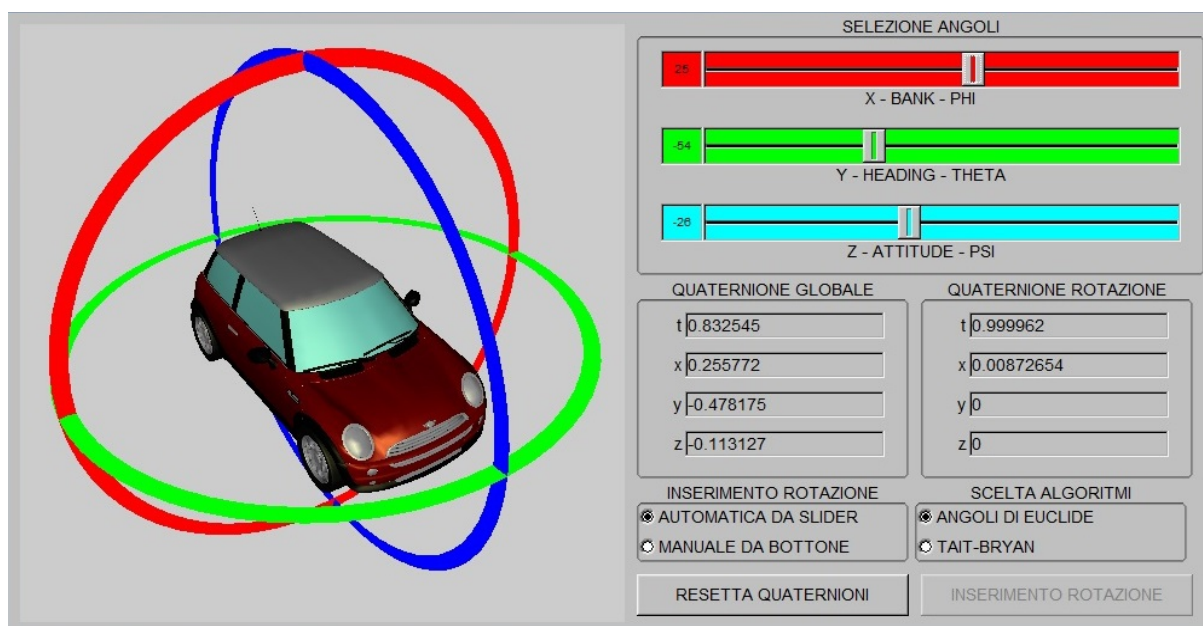 SELEZIONE ANGOLI
25
X - BANK - PHI
-54
Y - HEADING - THETA
-26
Z - ATTITUDE - PSI
QUATERNIONE GLOBALE
t 0.832545
x 0.255772
y -0.478175
z -0.113127
QUATERNIONE ROTAZIONE
t 0.999962
x 0.00872654
y 0
z 0
INSERIMENTO ROTAZIONE
AUTOMATICA DA SLIDER
MANUALE DA BOTTONE
SCELTA ALGORITMI
ANGOLI DI EUCLIDE
TAIT-BRYAN
RESETTA QUATERNIONI
INSERIMENTO ROTAZIONE